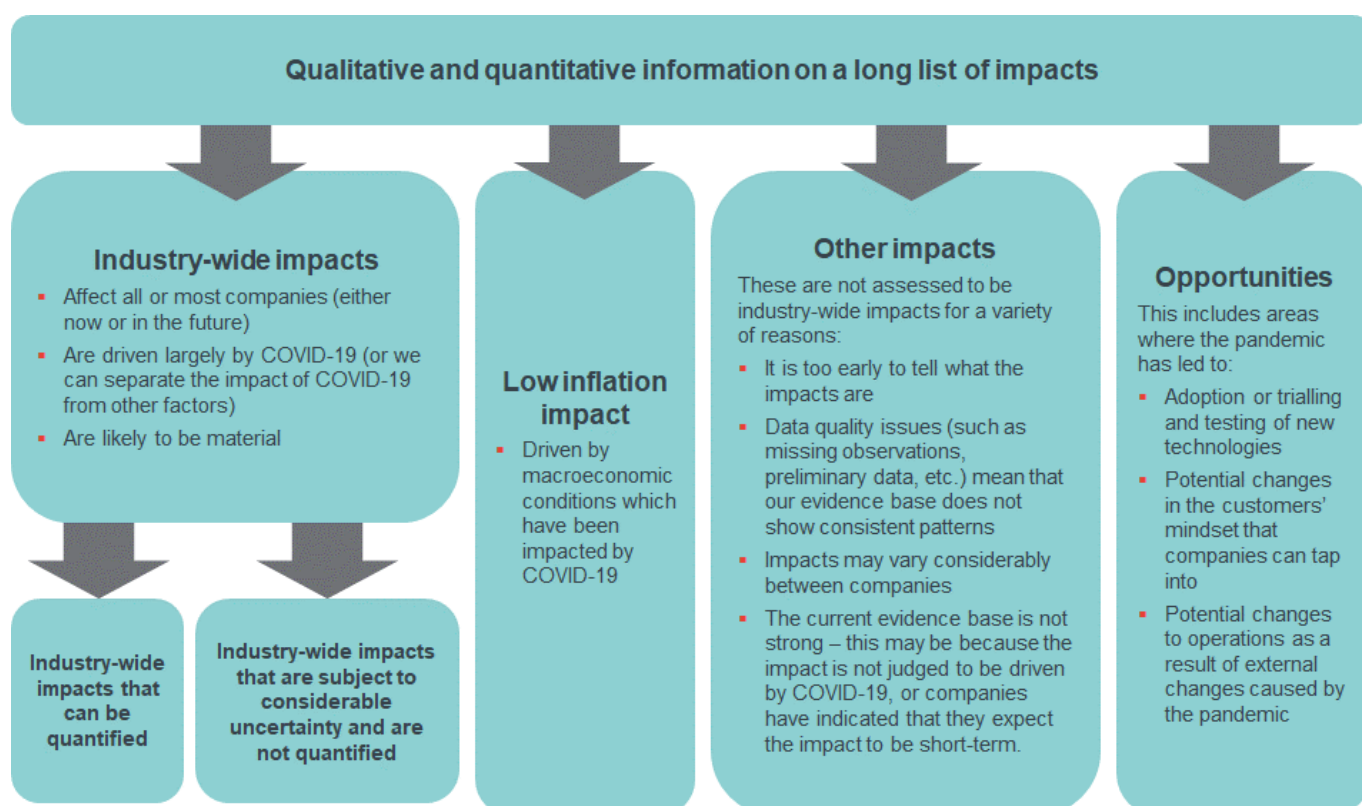 Qualitative and quantitative information on a long list of impacts
Industry-wide impacts
▪ Affect all or most companies (either
now or in the future)
▪ Are driven largely by COVID-19 (or we
can separate the impact of COVID-19
from other factors)
▪ Are likely to be material
Industry-wide
impacts that
can be
quantified
Industry-wide impacts
that are subject to
considerable
uncertainty and are
not quantified
Low inflation
impact
▪ Driven by
macroeconomic
conditions which
have been
impacted by
COVID-19
Other impacts
These are not assessed to be
industry-wide impacts for a variety
of reasons:
▪ It is too early to tell what the
impacts are
▪ Data quality issues (such as
missing observations,
preliminary data, etc.) mean that
our evidence base does not
show consistent patterns
▪ Impacts may vary considerably
between companies
▪ The current evidence base is not
strong – this may be because the
impact is not judged to be driven
by COVID-19, or companies
have indicated that they expect
the impact to be short-term.
Opportunities
This includes areas
where the pandemic
has led to:
▪ Adoption or trialling
and testing of new
technologies
▪ Potential changes
in the customers’
mindset that
companies can tap
into
▪ Potential changes
to operations as a
result of external
changes caused by
the pandemic